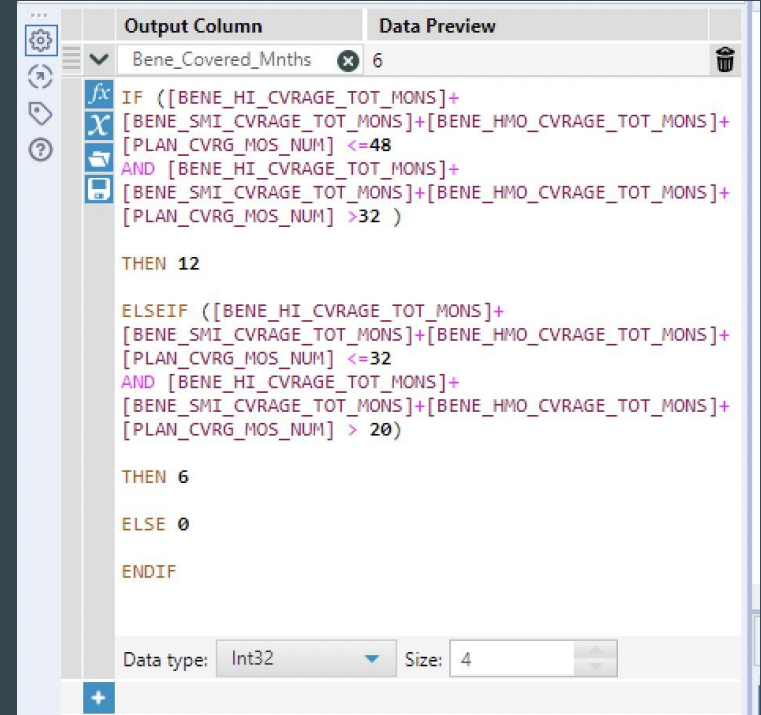 Output Column Data Preview
Bene_Covered_Mnths 6
fx IF ([BENE_HI_CVRAGE_TOT_MONS]+
X [BENE_SMI_CVRAGE_TOT_MONS]+[BENE_HMO_CVRAGE_TOT_MONS]+
[PLAN_CVRG_MOS_NUM] <=48
AND [BENE_HI_CVRAGE_TOT_MONS]+
[BENE_SMI_CVRAGE_TOT_MONS]+[BENE_HMO_CVRAGE_TOT_MONS]+
[PLAN_CVRG_MOS_NUM] >32 )
THEN 12
ELSEIF ([BENE_HI_CVRAGE_TOT_MONS]+
[BENE_SMI_CVRAGE_TOT_MONS]+[BENE_HMO_CVRAGE_TOT_MONS]+
[PLAN_CVRG_MOS_NUM] <=32
AND [BENE_HI_CVRAGE_TOT_MONS]+
[BENE_SMI_CVRAGE_TOT_MONS]+[BENE_HMO_CVRAGE_TOT_MONS]+
[PLAN_CVRG_MOS_NUM] > 20)
THEN 6
ELSE 0
ENDIF
Data type: Int32 Size: 4